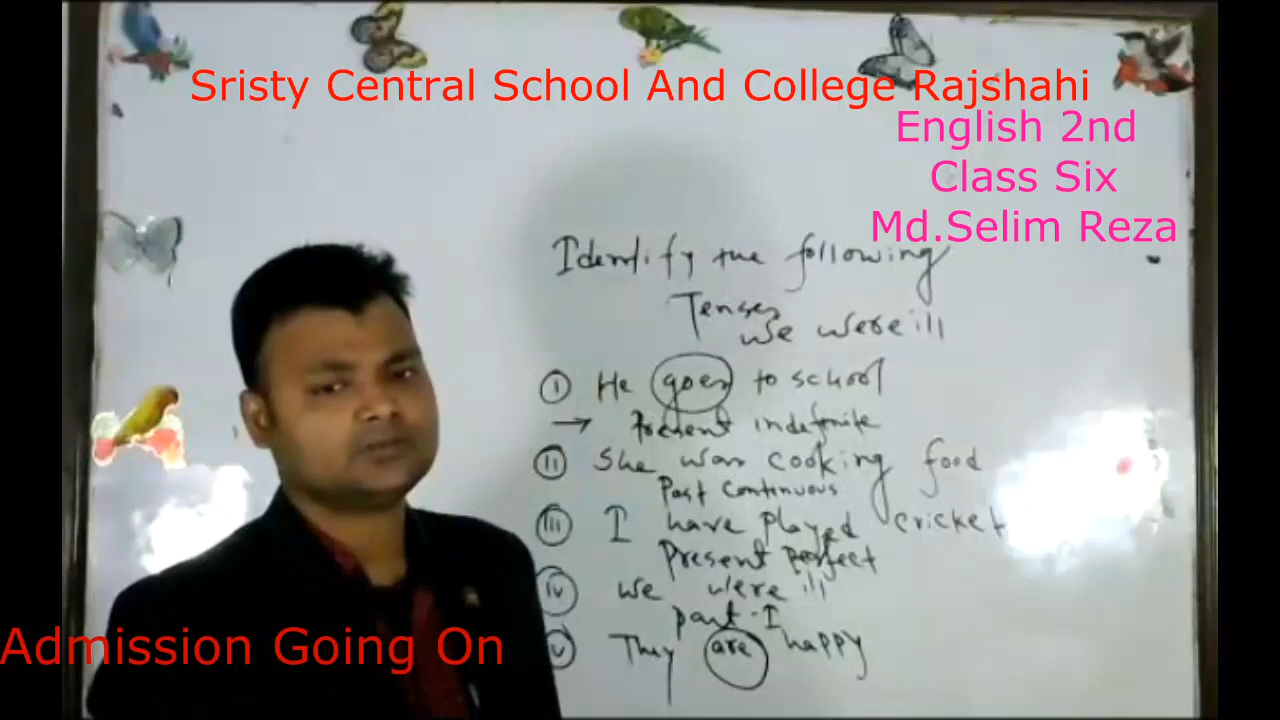 Sristy Central School And College Rajshahi
English 2nd
Class Six
Md.Selim Reza
Identify the following
Tenses
We were ill
(i) He goes to school
→ Present indefinite
(ii) She was cooking food
Past Continuous
(iii) I have played cricket
Present perfect
(iv) We were ill
past-I
(v) They are happy
Admission Going On